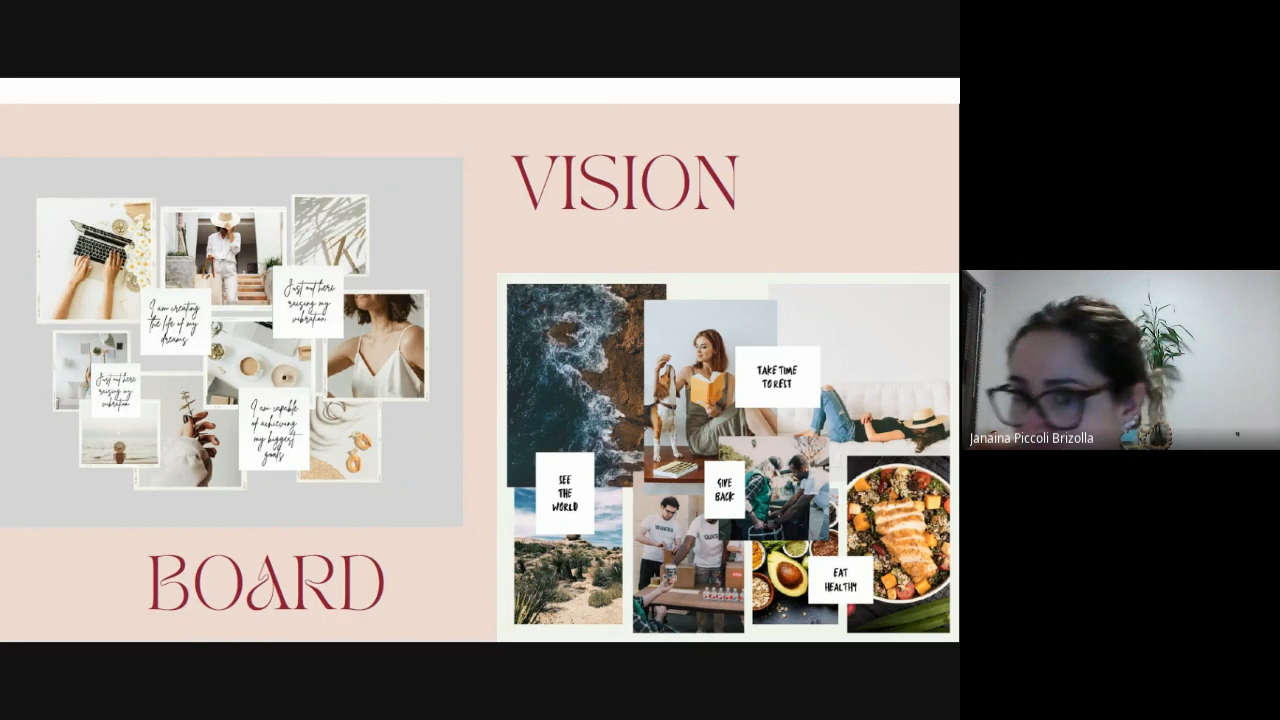 VISION
I am creating
the life of my
dreams
Just out here
raising my
vibration
Just out here
raising my
vibration
I am capable
of achieving
my biggest
goals
TAKE TIME
TO REST
SEE
THE
WORLD
GIVE
BACK
EAT
HEALTHY
BOARD
Janaina Piccoli Brizolla